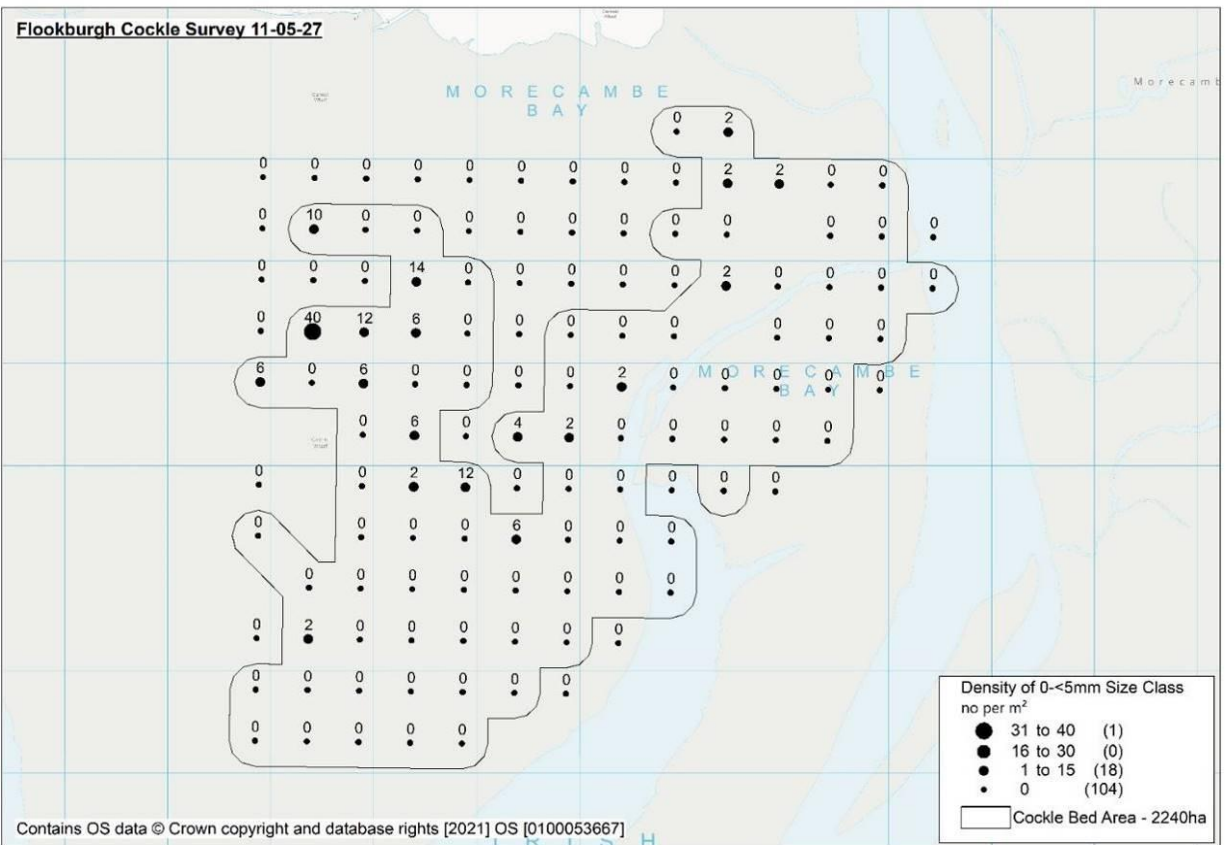 Flookburgh Cockle Survey 11-05-27
MORECAMBE
BAY
Morecamb
0 2
0 0 0 0 0 0 0 0 0 2 2 0 0
0 10 0 0 0 0 0 0 0 0 0 0 0
0 0 0 14 0 0 0 0 0 2 0 0 0 0
0 40 12 6 0 0 0 0 0 0 0 0
6 0 6 0 0 0 0 2 0 0 0 0 0
MORECAMBE
BAY
0 6 0 4 2 0 0 0 0 0
0 0 2 12 0 0 0 0 0 0
0 0 0 0 6 0 0 0
0 0 0 0 0 0 0 0
0 2 0 0 0 0 0 0
0 0 0 0 0 0 0
0 0 0 0 0
Density of 0-<5mm Size Class
no per m²
31 to 40 (1)
16 to 30 (0)
1 to 15 (18)
0 (104)
Cockle Bed Area - 2240ha
Contains OS data © Crown copyright and database rights [2021] OS [0100053667]